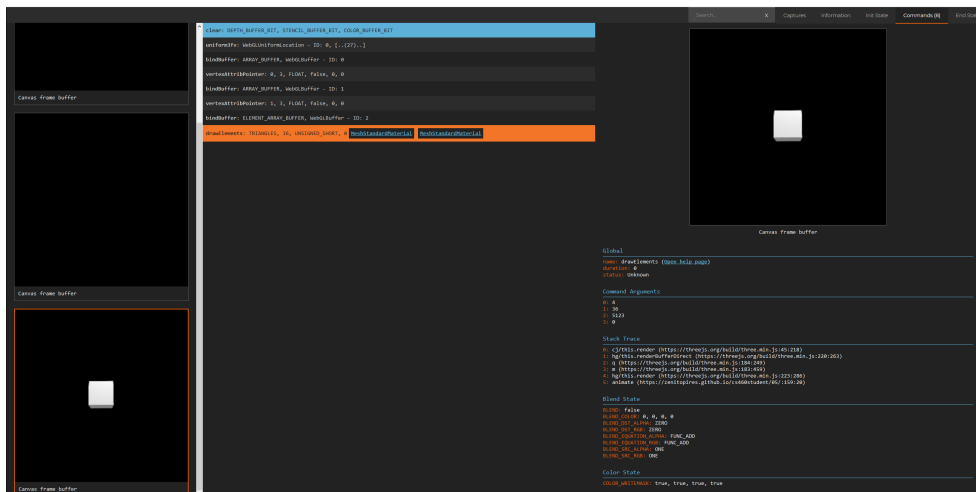 Search...
X
Captures
Information
Init State
Commands (8)
End Stat
Canvas frame buffer
Canvas frame buffer
Canvas frame buffer
clear: DEPTH_BUFFER_BIT, STENCIL_BUFFER_BIT, COLOR_BUFFER_BIT
uniform3fv: WebGLUniformLocation - ID: 0, [..(27)..]
bindBuffer: ARRAY_BUFFER, WebGLBuffer - ID: 0
vertexAttribPointer: 0, 3, FLOAT, false, 0, 0
bindBuffer: ARRAY_BUFFER, WebGLBuffer - ID: 1
vertexAttribPointer: 1, 3, FLOAT, false, 0, 0
bindBuffer: ELEMENT_ARRAY_BUFFER, WebGLBuffer - ID: 2
drawElements: TRIANGLES, 36, UNSIGNED_SHORT, 0 MeshStandardMaterial MeshStandardMaterial
Canvas frame buffer
Global
name: drawElements (Open help page)
duration: 0
status: Unknown
Command Arguments
0: 4
1: 36
2: 5123
3: 0
Stack Trace
0: cj/this.render (https://threejs.org/build/three.min.js:45:218)
1: hg/this.renderBufferDirect (https://threejs.org/build/three.min.js:220:263)
2: q (https://threejs.org/build/three.min.js:184:249)
3: m (https://threejs.org/build/three.min.js:183:459)
4: hg/this.render (https://threejs.org/build/three.min.js:223:286)
5: animate (https://zenitopires.github.io/cs460student/05/:159:20)
Blend State
BLEND: false
BLEND_COLOR: 0, 0, 0, 0
BLEND_DST_ALPHA: ZERO
BLEND_DST_RGB: ZERO
BLEND_EQUATION_ALPHA: FUNC_ADD
BLEND_EQUATION_RGB: FUNC_ADD
BLEND_SRC_ALPHA: ONE
BLEND_SRC_RGB: ONE
Color State
COLOR_WRITEMASK: true, true, true, true